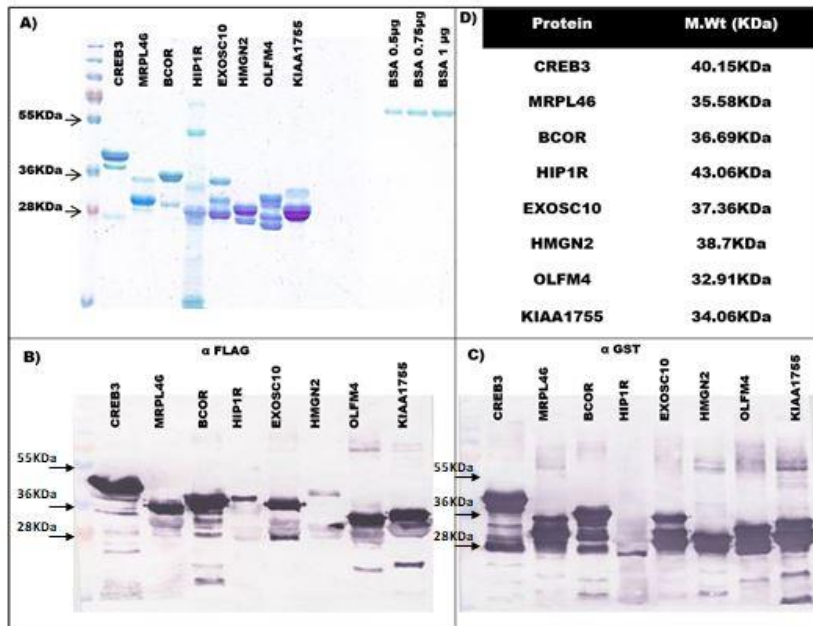 A)
CREB3
MRPL46
BCOR
HIP1R
EXOSC10
HMGN2
OLFM4
KIAA1755
BSA 0.5µg
BSA 0.75µg
BSA 1 µg
55KDa
36KDa
28KDa
D)
Protein M.Wt (KDa)
CREB3 40.15KDa
MRPL46 35.58KDa
BCOR 36.69KDa
HIP1R 43.06KDa
EXOSC10 37.36KDa
HMGN2 38.7KDa
OLFM4 32.91KDa
KIAA1755 34.06KDa
B)
α FLAG
CREB3
MRPL46
BCOR
HIP1R
EXOSC10
HMGN2
OLFM4
KIAA1755
55KDa
36KDa
28KDa
C)
α GST
CREB3
MRPL46
BCOR
HIP1R
EXOSC10
HMGN2
OLFM4
KIAA1755
55KDa
36KDa
28KDa